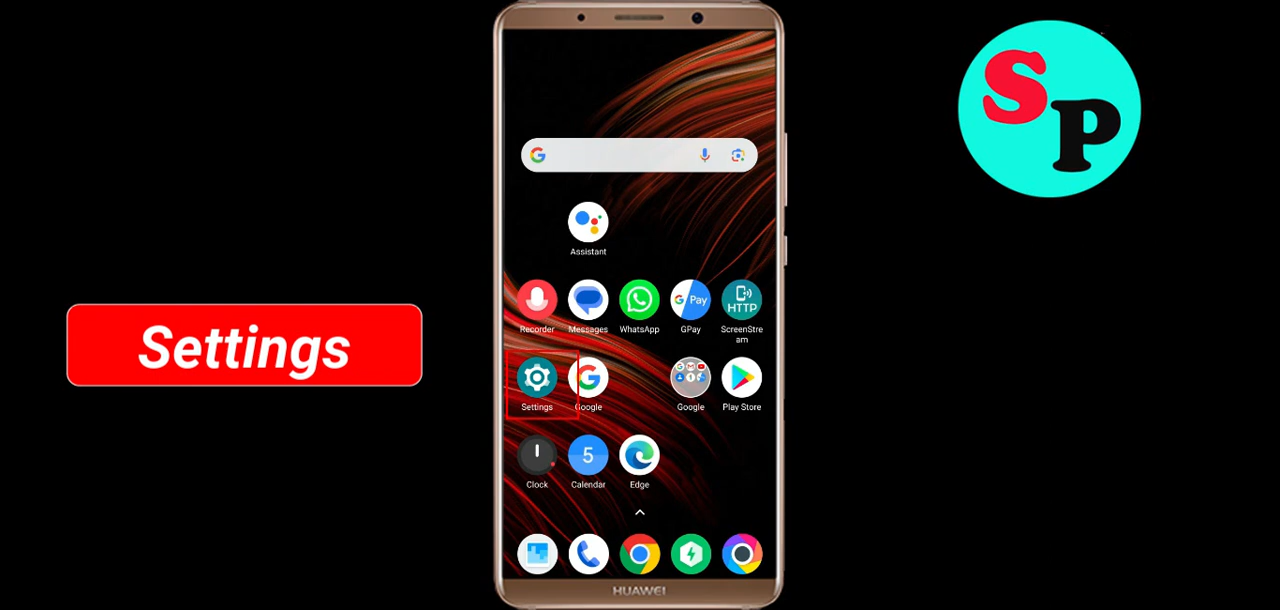 SP
Settings
Assistant
Recorder
Messages
WhatsApp
G Pay
GPay
HTTP
ScreenStre
am
Settings
Google
Google
Play Store
5
Clock
Calendar
Edge
HUAWEI